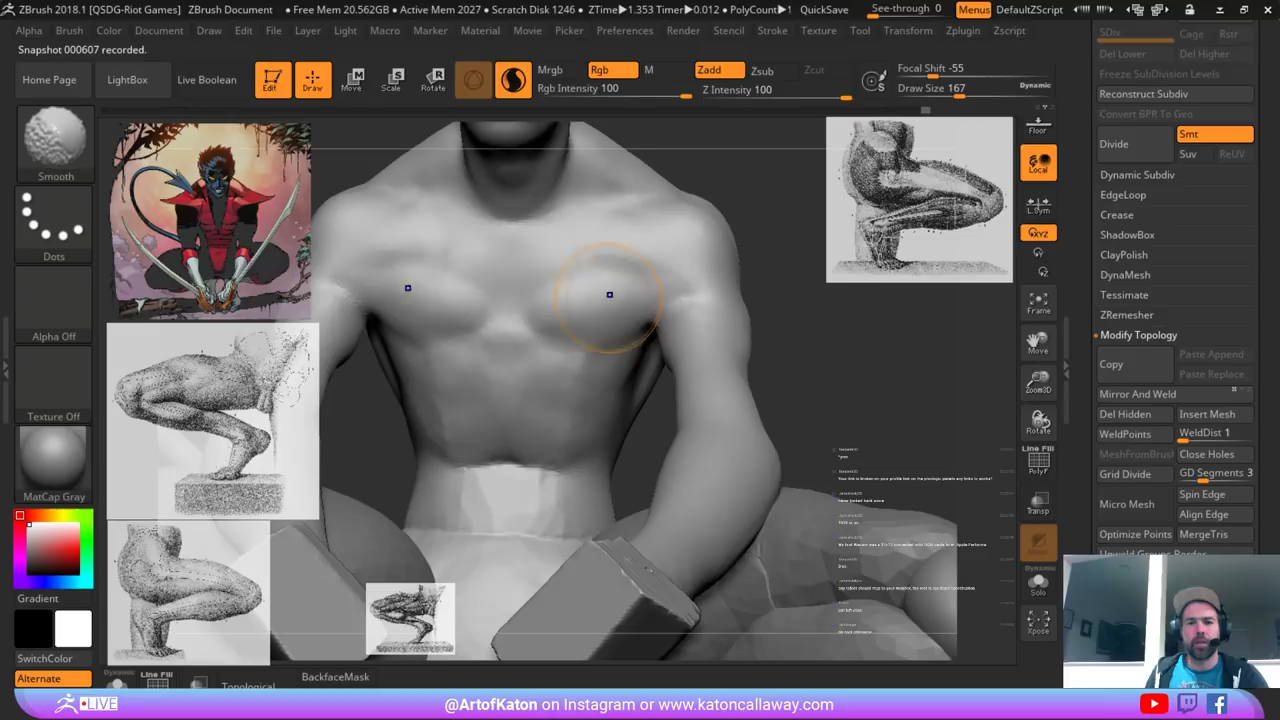 ZBrush 2018.1 [QSDG-Riot Games] ZBrush Document • Free Mem 20.562GB • Active Mem 2027 • Scratch Disk 1246 • ZTime▶1.353 Timer▶0.012 • PolyCount▶1 QuickSave See-through 0 Menus DefaultZScript
Alpha Brush Color Document Draw Edit File Layer Light Macro Marker Material Movie Picker Preferences Render Stencil Stroke Texture Tool Transform Zplugin Zscript
Snapshot 000607 recorded.
Home Page LightBox Live Boolean
Edit Draw Move Scale Rotate
Mrgb Rgb M Zadd Zsub Zcut
Rgb Intensity 100 Z Intensity 100
Focal Shift -55
Draw Size 167 Dynamic
Smooth
Dots
Alpha Off
Texture Off
MatCap Gray
Gradient
SwitchColor
Alternate
Dynamic
Line Fill
Topological
BackfaceMask
Floor
Local
L.Sym
Frame
Move
Zoom3D
Rotate
Line Fill
PolyF
Transp
Dynamic
Solo
Xpose
SDiv Cage Rstr
Del Lower Del Higher
Freeze SubDivision Levels
Reconstruct Subdiv
Convert BPR To Geo
Divide Smt
Suv ReUV
Dynamic Subdiv
EdgeLoop
Crease
ShadowBox
ClayPolish
DynaMesh
Tessimate
ZRemesher
Modify Topology
Copy Paste Append
Paste Replace
Mirror And Weld
Del Hidden Insert Mesh
WeldPoints WeldDist 1
MeshFromBrush Close Holes
Grid Divide GD Segments 3
Micro Mesh Spin Edge
Align Edge
Optimize Points MergeTris
LIVE
@ArtofKaton on Instagram or www.katoncallaway.com